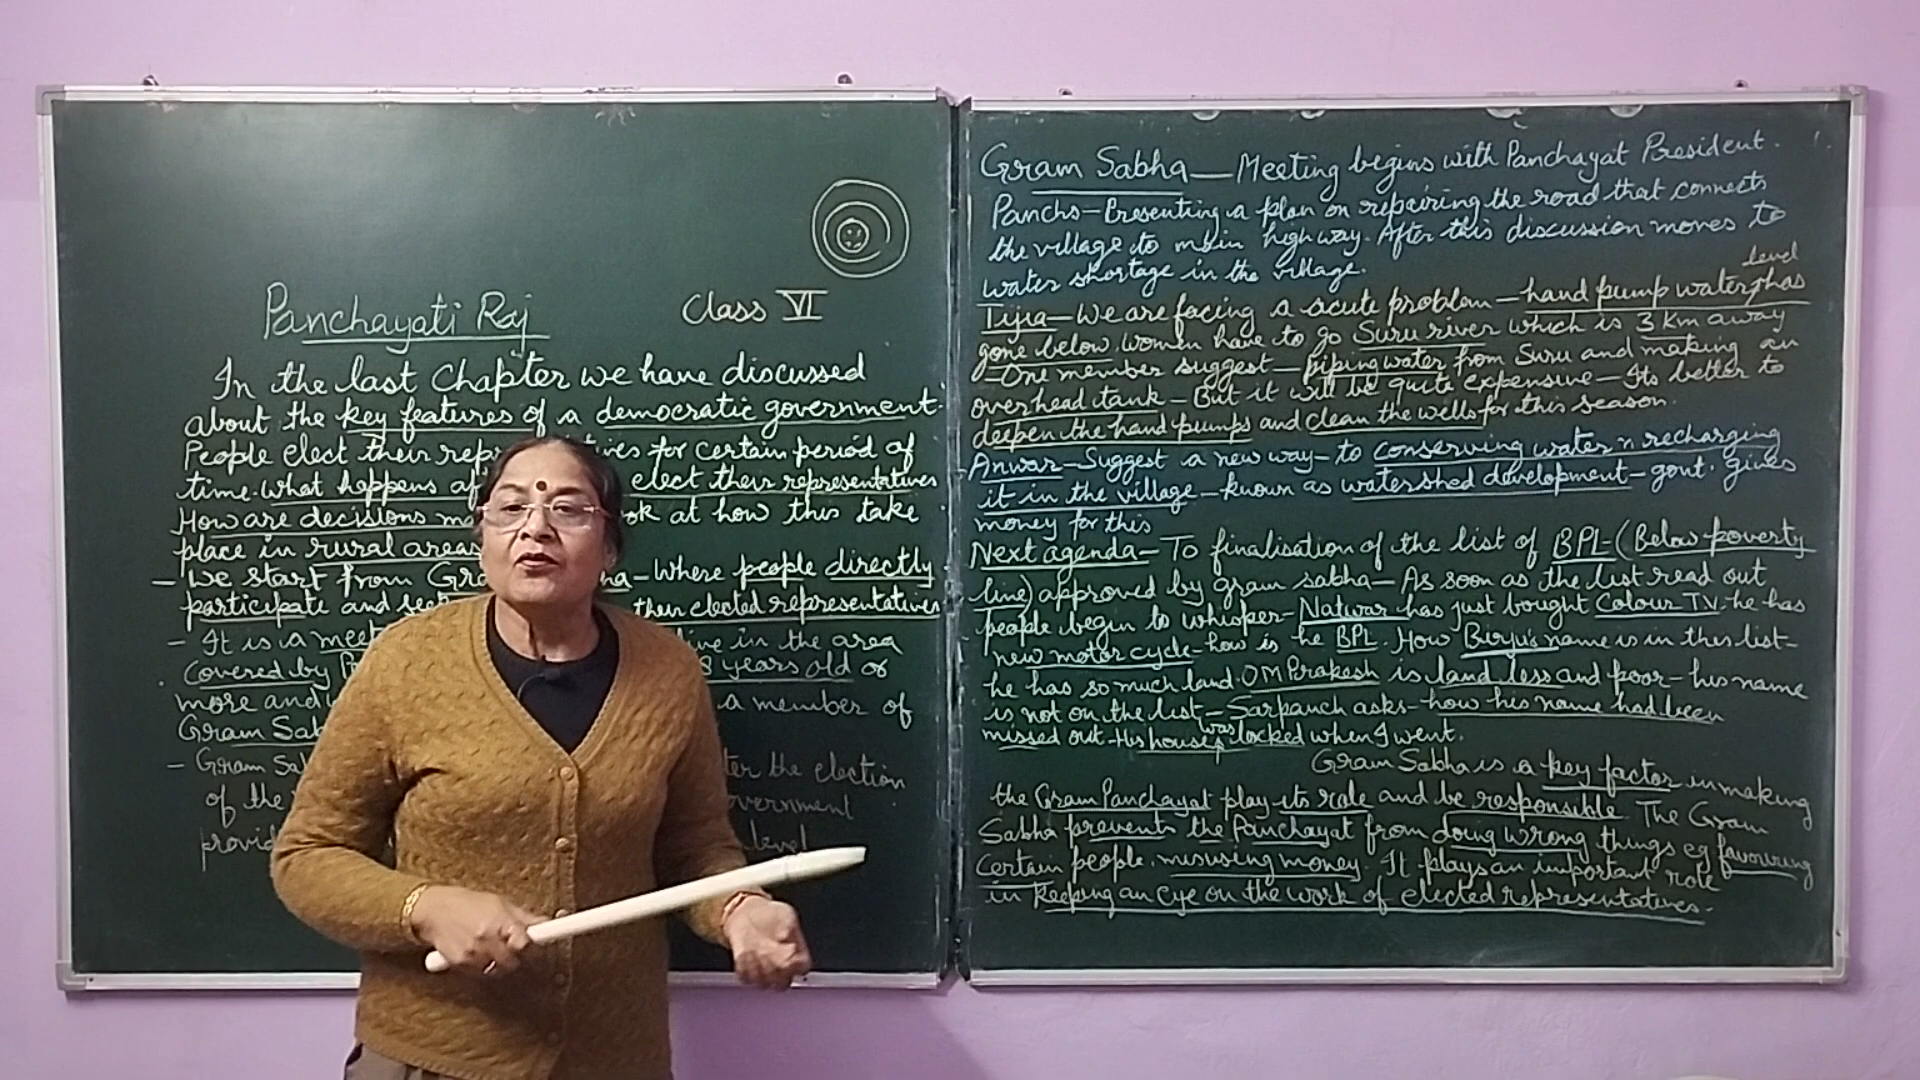 Panchayati Raj Class VI
In the last Chapter we have discussed
about the key features of a democratic government.
People elect their for certain period of
time. what happens elect their representatives
How are decisions at how this take
place in rural areas
- we start from - Where people directly
participate and their elected representatives
- It is a live in the area
Covered by years old or
more and a member of
Gram
- Gram the election
of the
level
Gram Sabha — Meeting begins with Panchayat President.
Panchs - Presenting a plan on repairing the road that connects
the village to main highway. After this discussion moves to
water shortage in the village.
Tijia - We are facing a acute problem - hand pump water level has
gone below. women have to go Suru river which is 3 Km away
- One member suggest - piping water from Suru and making an
overhead tank - But it will be quite expensive - Its better to
deepen the hand pumps and clean the wells for this season.
- Anwar - Suggest a new way - to conserving water n recharging
it in the village - known as watershed development - govt. gives
money for this
Next agenda - To finalisation of the list of BPL - (Below poverty
line) approved by gram sabha - As soon as the list read out
people begin to whisper - Natwar has just bought Colour T.V. he has
new motor cycle - how is he BPL. How Birju's name is in this list -
he has so much land. OM Prakash is land less and poor - his name
is not on the list - Sarpanch asks - how his name had been
missed out - His house was locked when I went.
Gram Sabha is a key factor in making
the Gram Panchayat play its role and be responsible. The Gram
Sabha prevents the Panchayat from doing wrong things eg favouring
certain people, misusing money. It plays an important role
in Keeping an eye on the work of elected representatives.